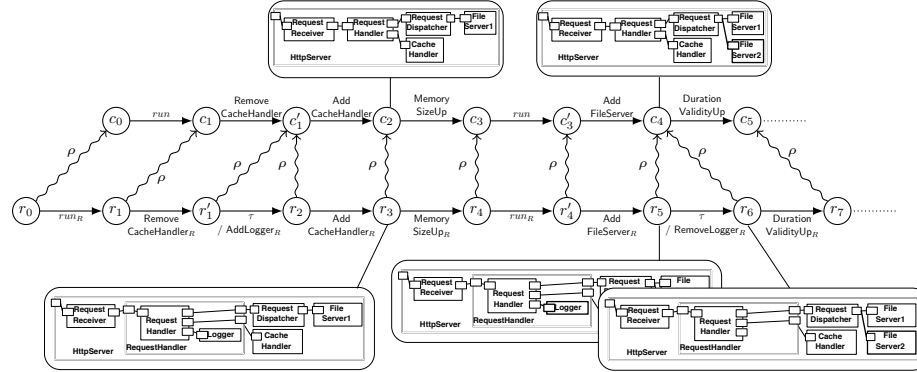 Request Receiver
Request Handler
Request Dispatcher
File Server1
Cache Handler
HttpServer
Request Receiver
Request Handler
Request Dispatcher
File Server1
Cache Handler
File Server2
HttpServer
c0
run
c1
Remove CacheHandler
c1′
Add CacheHandler
c2
Memory SizeUp
c3
run
c3′
Add FileServer
c4
Duration ValidityUp
c5
ρ
ρ
ρ
ρ
ρ
ρ
ρ
ρ
ρ
ρ
r0
runR
r1
Remove CacheHandlerR
r1′
τ / AddLoggerR
r2
Add CacheHandlerR
r3
Memory SizeUpR
r4
runR
r4′
Add FileServerR
r5
τ / RemoveLoggerR
r6
Duration ValidityUpR
r7
Request Receiver
Request Handler
Logger
Request Dispatcher
File Server1
Cache Handler
HttpServer
RequestHandler
Request Receiver
Request Handler
Logger
Request
File
HttpServer
RequestHandler
Request Receiver
Request Handler
Request Dispatcher
File Server1
Cache Handler
File Server2
HttpServer
RequestHandler